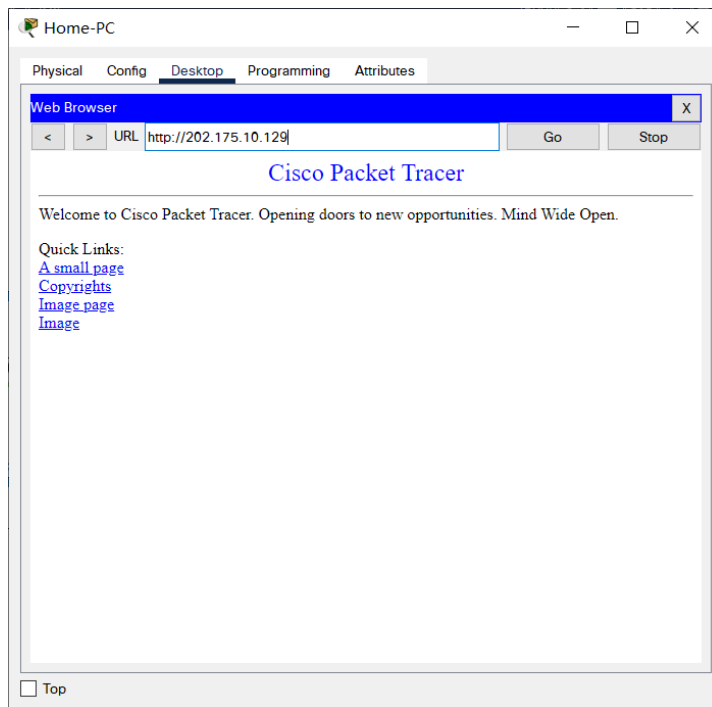 Home-PC
Physical Config Desktop Programming Attributes
Web Browser X
< > URL http://202.175.10.129 Go Stop
Cisco Packet Tracer
Welcome to Cisco Packet Tracer. Opening doors to new opportunities. Mind Wide Open.
Quick Links:
A small page
Copyrights
Image page
Image
Top